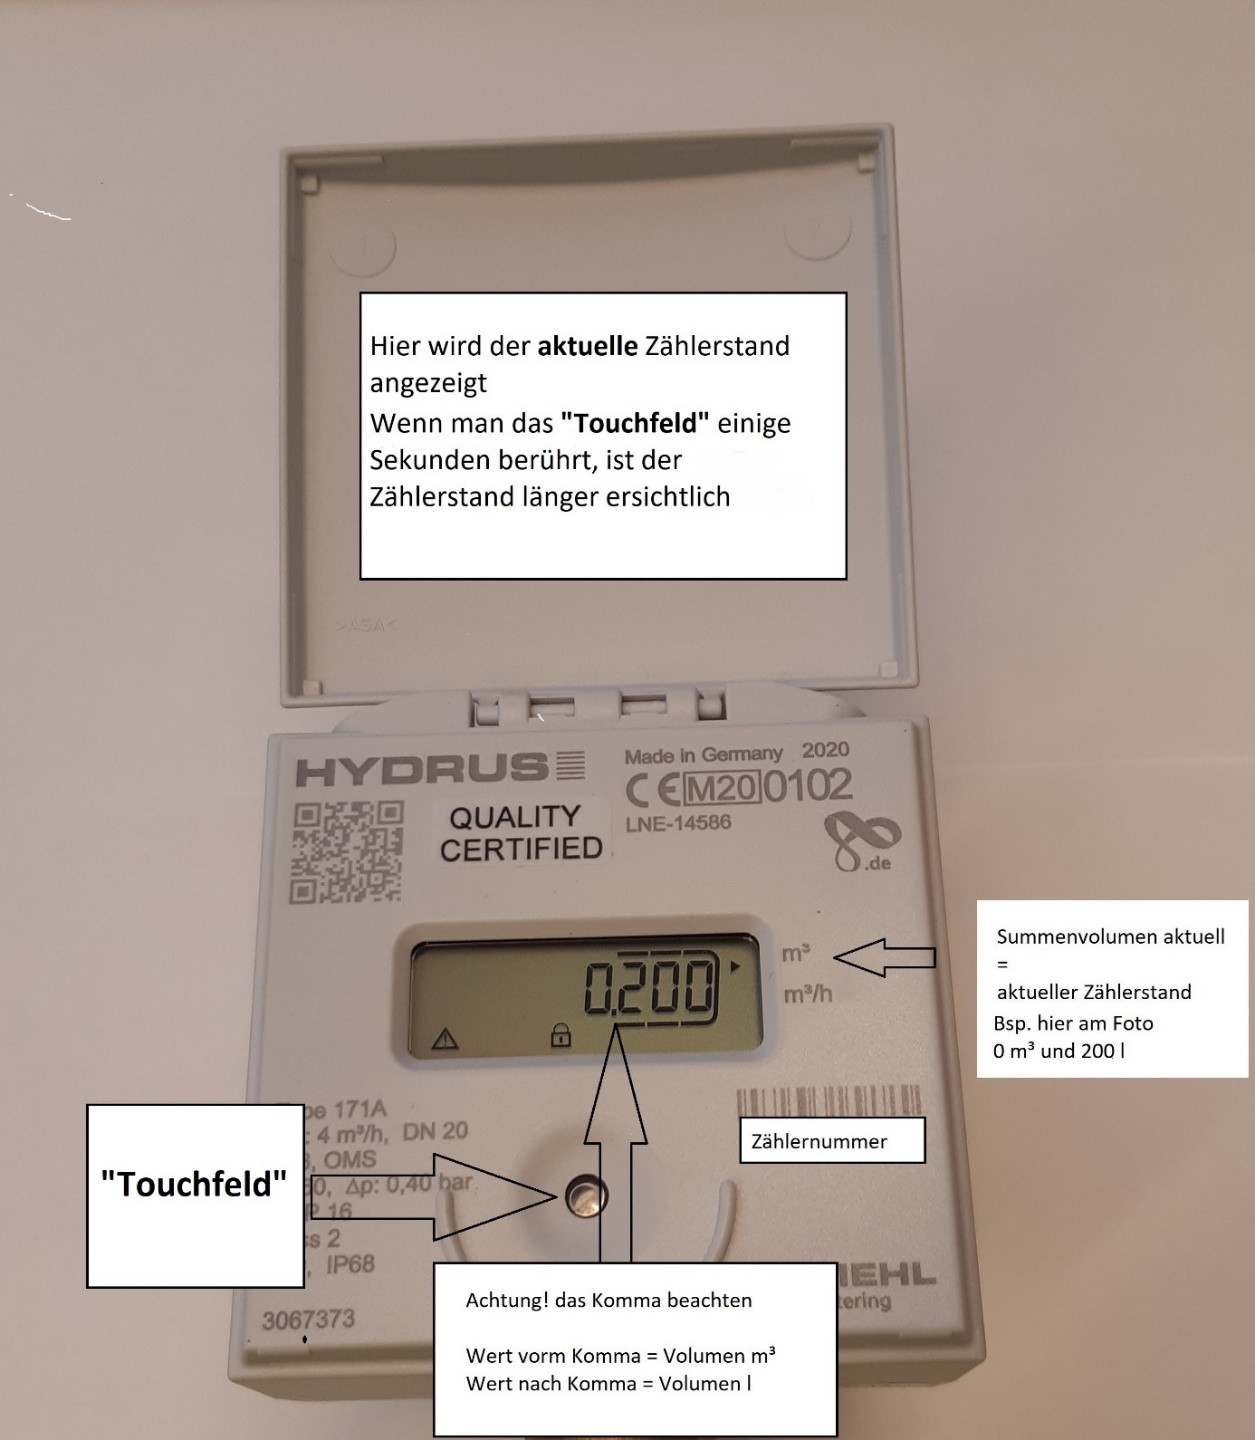 Hier wird der aktuelle Zählerstand
angezeigt
Wenn man das "Touchfeld" einige
Sekunden berührt, ist der
Zählerstand länger ersichtlich
>ASA<
HYDRUS
Made in Germany 2020
CE M20 0102
QUALITY
CERTIFIED
LNE-14586
.de
0.200
m³
m³/h
Summenvolumen aktuell
=
aktueller Zählerstand
Bsp. hier am Foto
0 m³ und 200 l
171A
: 4 m³/h, DN 20
, OMS
Δp: 0,40 bar
16
2
, IP68
3067373
"Touchfeld"
Zählernummer
IEHL
tering
Achtung! das Komma beachten
Wert vorm Komma = Volumen m³
Wert nach Komma = Volumen l